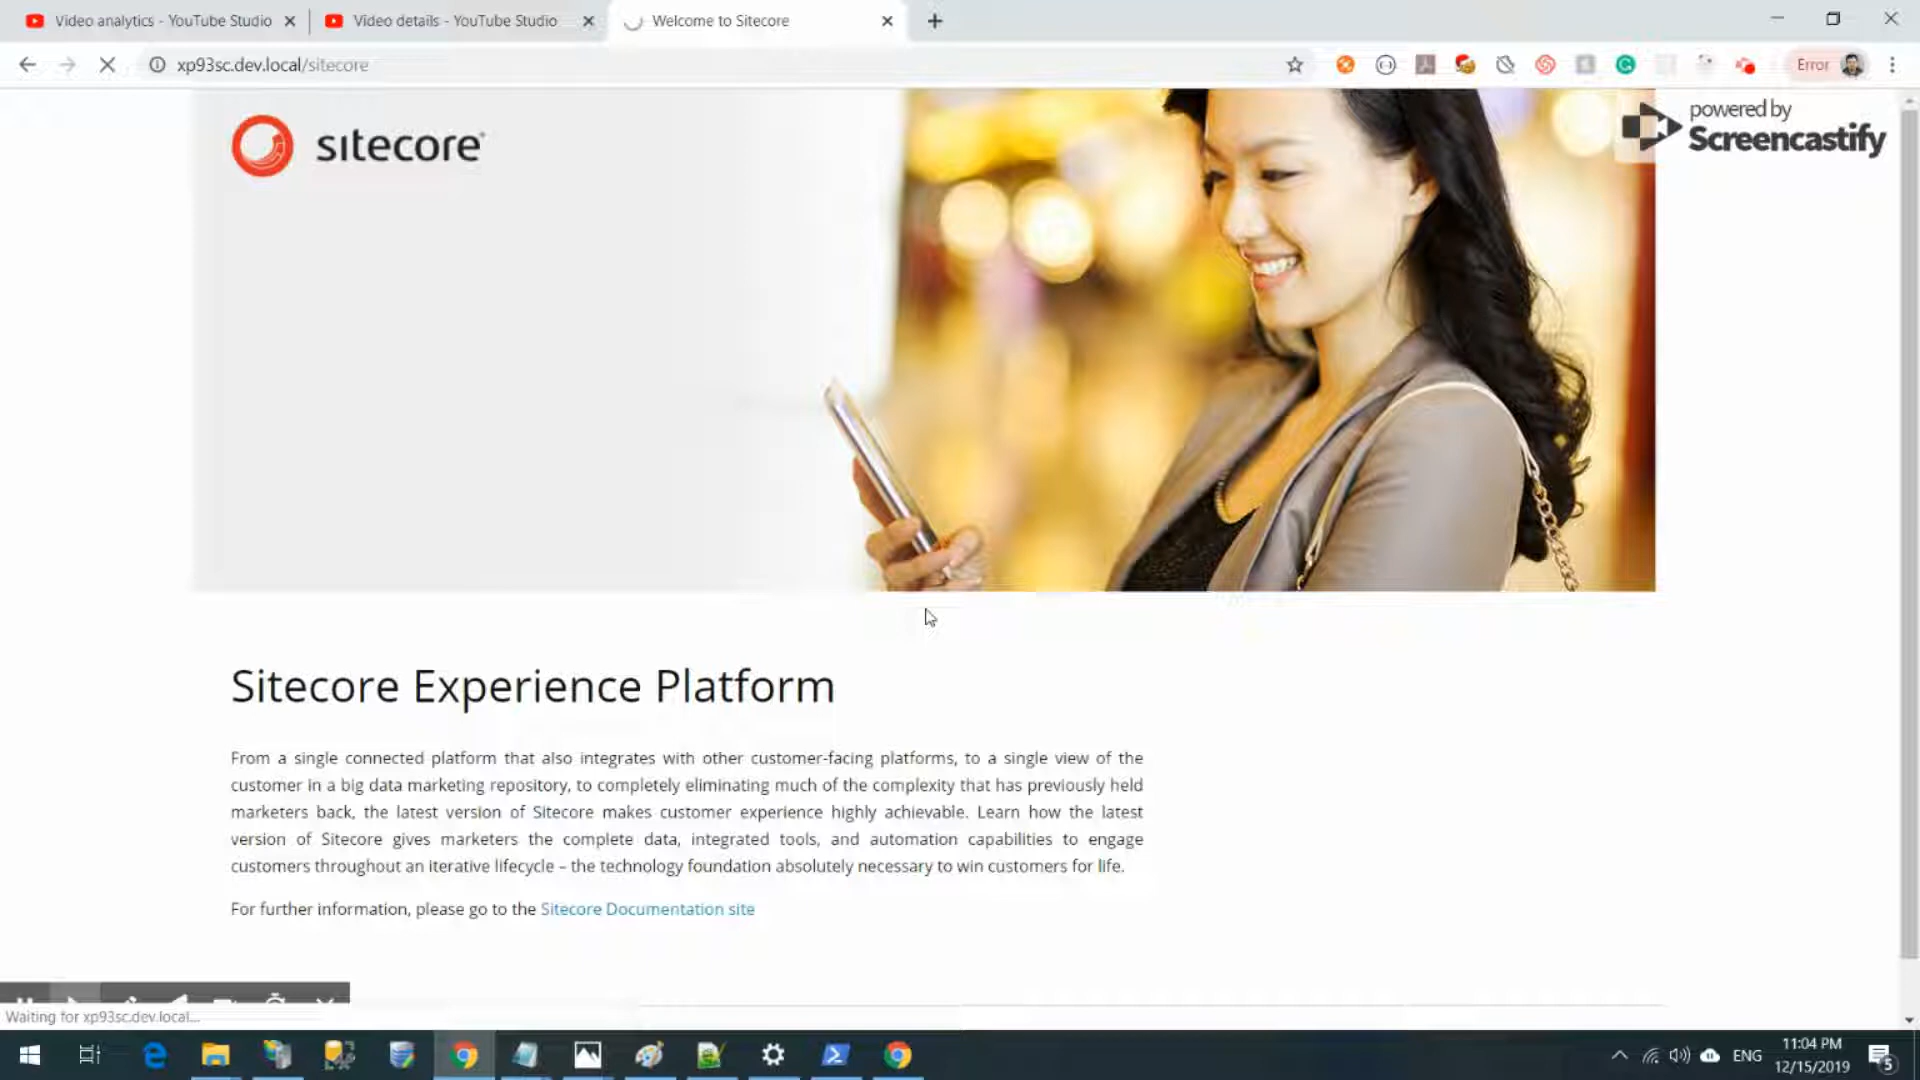 Video analytics - YouTube Studio
Video details - YouTube Studio
Welcome to Sitecore
xp93sc.dev.local/sitecore
Error
sitecore
powered by
Screencastify
Sitecore Experience Platform
From a single connected platform that also integrates with other customer-facing platforms, to a single view of the
customer in a big data marketing repository, to completely eliminating much of the complexity that has previously held
marketers back, the latest version of Sitecore makes customer experience highly achievable. Learn how the latest
version of Sitecore gives marketers the complete data, integrated tools, and automation capabilities to engage
customers throughout an iterative lifecycle – the technology foundation absolutely necessary to win customers for life.
For further information, please go to the Sitecore Documentation site
Waiting for xp93sc.dev.local...
ENG
11:04 PM
12/15/2019
5